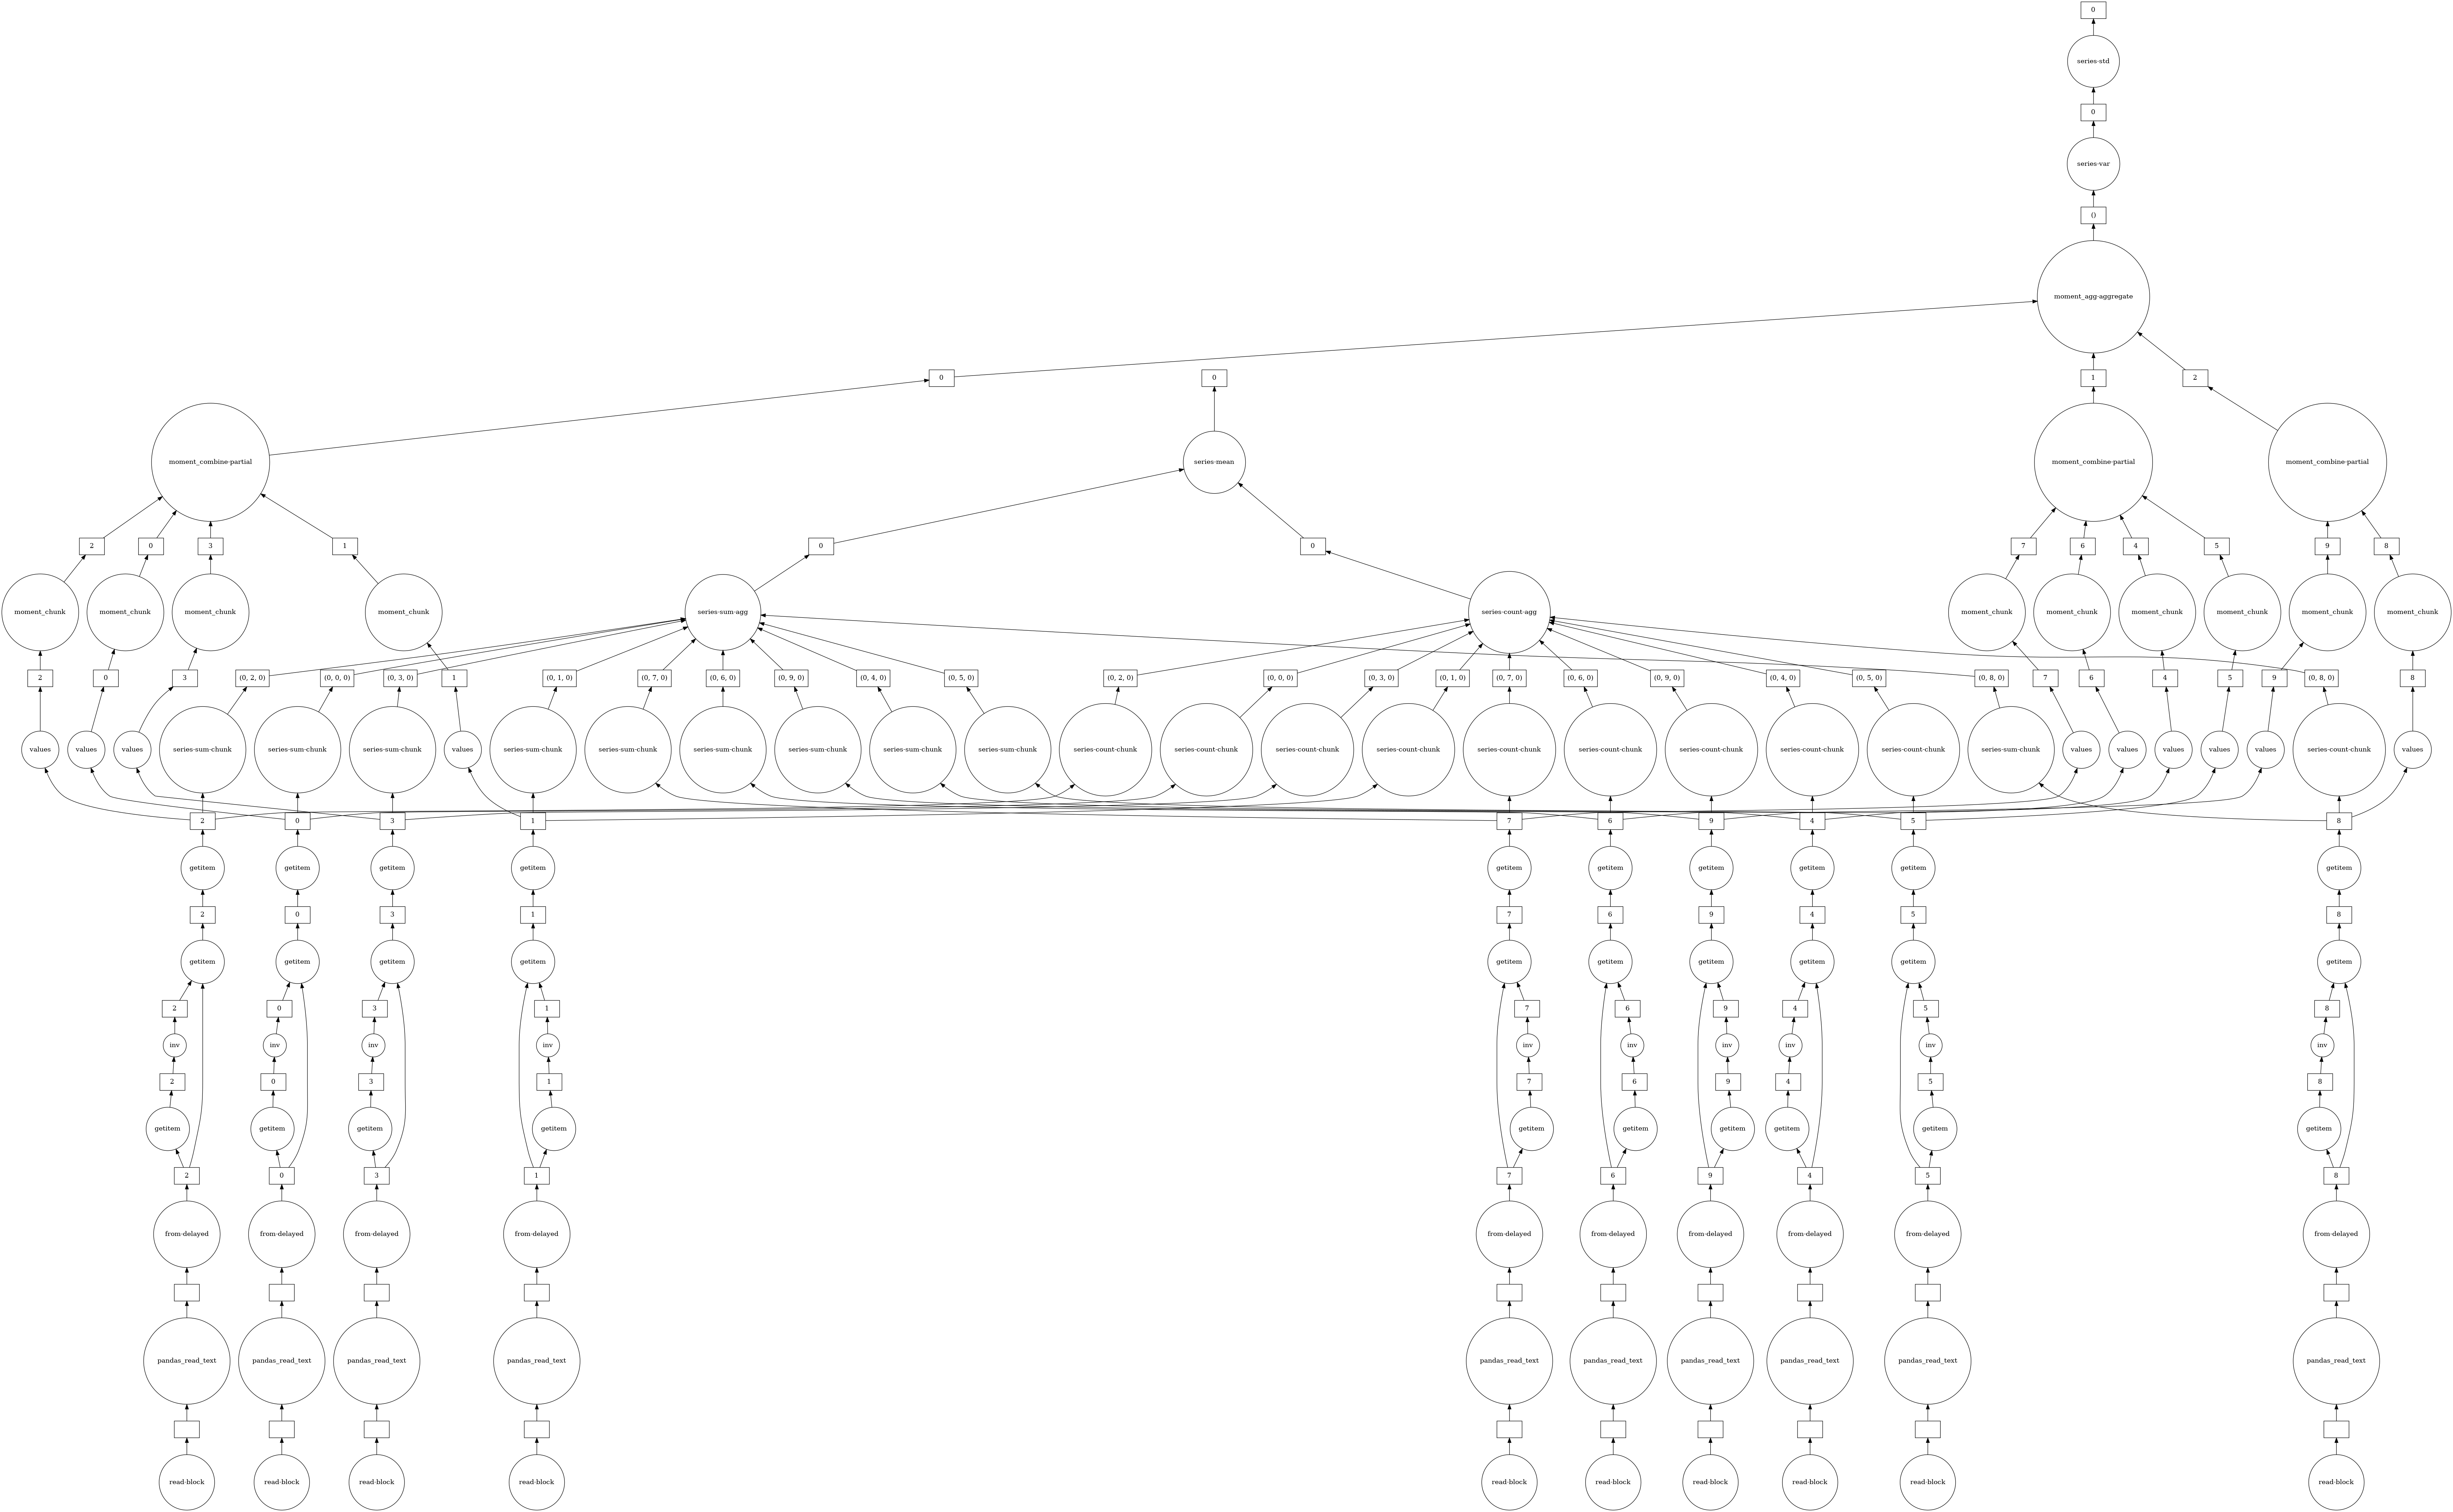 0
series-std
0
series-var
()
moment_agg-aggregate
0 0 1 2
moment_combine-partial series-mean moment_combine-partial moment_combine-partial
2 0 3 1 0 0 7 6 4 5 9 8
moment_chunk moment_chunk moment_chunk moment_chunk series-sum-agg series-count-agg moment_chunk moment_chunk moment_chunk moment_chunk moment_chunk moment_chunk
2 0 3 (0, 2, 0) (0, 0, 0) (0, 3, 0) 1 (0, 1, 0) (0, 7, 0) (0, 6, 0) (0, 9, 0) (0, 4, 0) (0, 5, 0) (0, 2, 0) (0, 0, 0) (0, 3, 0) (0, 1, 0) (0, 7, 0) (0, 6, 0) (0, 9, 0) (0, 4, 0) (0, 5, 0) (0, 8, 0) 7 6 4 5 9 (0, 8, 0) 8
values values values series-sum-chunk series-sum-chunk series-sum-chunk values series-sum-chunk series-sum-chunk series-sum-chunk series-sum-chunk series-sum-chunk series-sum-chunk series-count-chunk series-count-chunk series-count-chunk series-count-chunk series-count-chunk series-count-chunk series-count-chunk series-count-chunk series-count-chunk series-sum-chunk values values values values values series-count-chunk values
2 0 3 1 7 6 9 4 5 8
getitem getitem getitem getitem getitem getitem getitem getitem getitem getitem
2 0 3 1 7 6 9 4 5 8
getitem getitem getitem getitem getitem getitem getitem getitem getitem getitem
2 0 3 1 7 6 9 4 5 8
inv inv inv inv inv inv inv inv inv inv
2 0 3 1 7 6 9 4 5 8
getitem getitem getitem getitem getitem getitem getitem getitem getitem getitem
2 0 3 1 7 6 9 4 5 8
from-delayed from-delayed from-delayed from-delayed from-delayed from-delayed from-delayed from-delayed from-delayed from-delayed
pandas_read_text pandas_read_text pandas_read_text pandas_read_text pandas_read_text pandas_read_text pandas_read_text pandas_read_text pandas_read_text pandas_read_text
read-block read-block read-block read-block read-block read-block read-block read-block read-block read-block